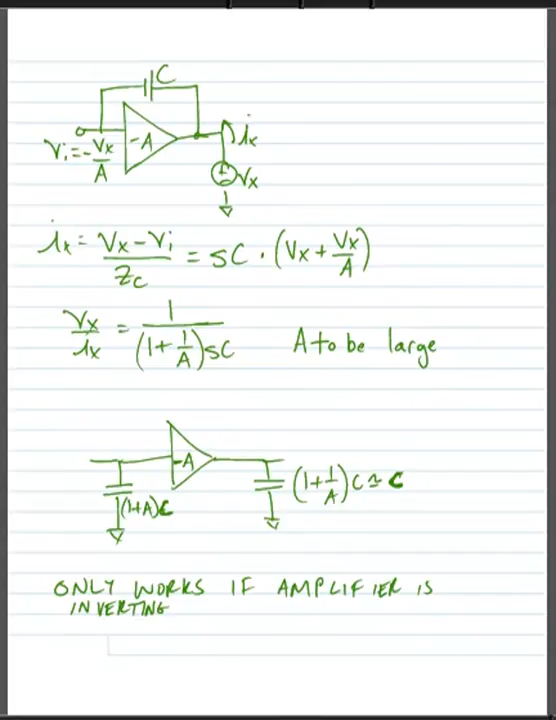 C
-A
ix
Vi = -Vx/A
Vx
ix = (Vx - Vi)/Zc = sC · (Vx + Vx/A)
Vx/ix = 1/((1 + 1/A)sC) A to be large
-A
(1+A)C
(1 + 1/A)C ≃ C
ONLY WORKS IF AMPLIFIER IS
INVERTING